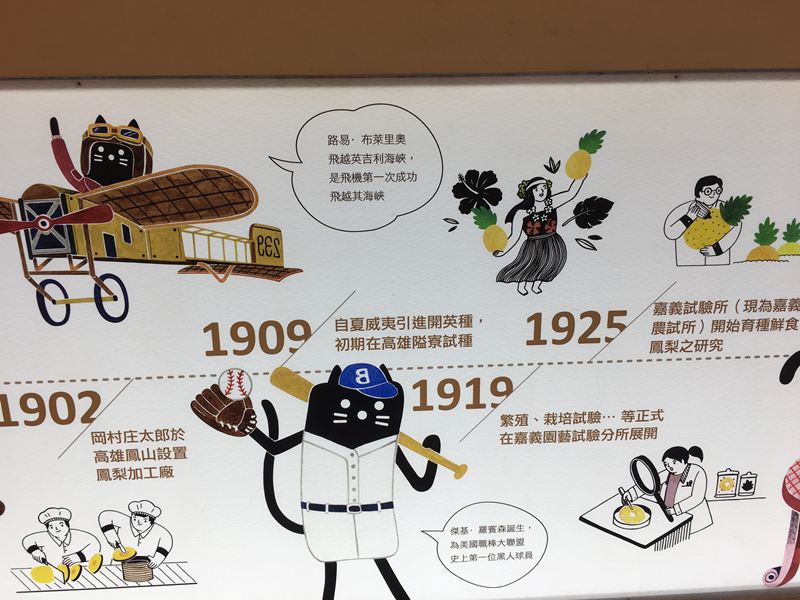 路易·布萊里奧
飛越英吉利海峽，
是飛機第一次成功
飛越其海峽
239
1909
自夏威夷引進開英種，
初期在高雄隘寮試種
1925
嘉義試驗所（現為嘉義
農試所）開始育種鮮食
鳳梨之研究
1902
岡村庄太郎於
高雄鳳山設置
鳳梨加工廠
B
1919
繁殖、栽培試驗⋯等正式
在嘉義園藝試驗分所展開
傑基·羅賓森誕生，
為美國職棒大聯盟
史上第一位黑人球員